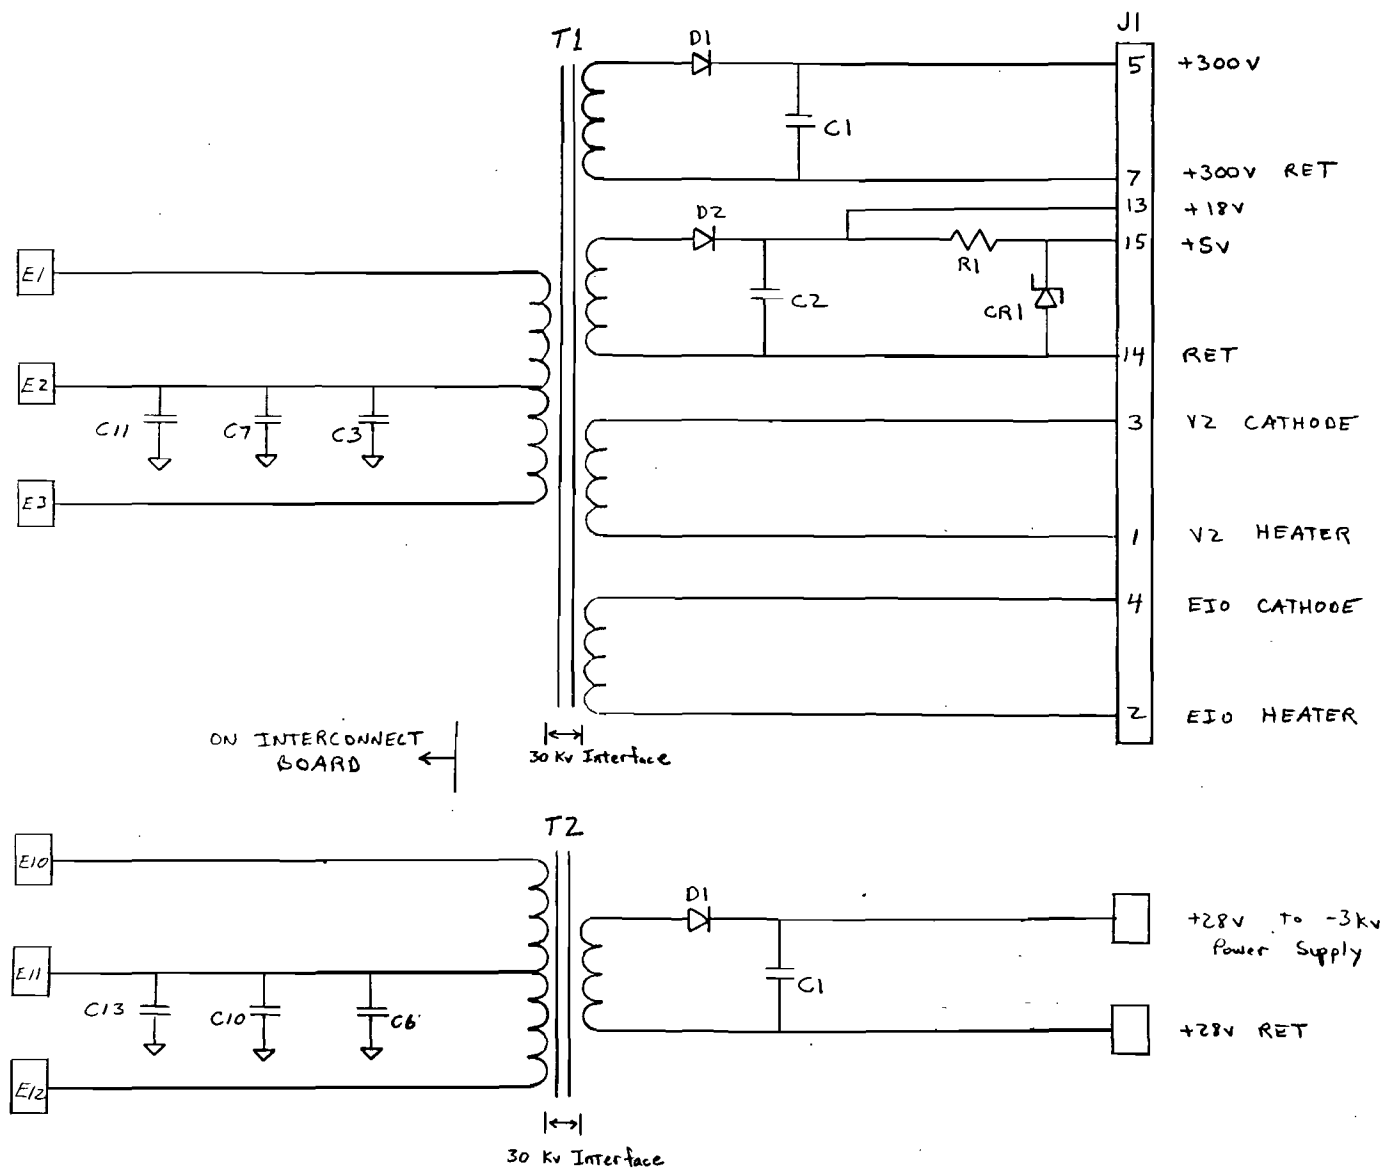 J1
T1
D1
5 +300V
C1
7 +300V RET
13 +18V
D2
15 +5V
R1
E1
C2
CR1
14 RET
E2
C11
C7
C3
3 V2 CATHODE
E3
1 V2 HEATER
4 EIO CATHODE
2 EIO HEATER
ON INTERCONNECT
BOARD
30 Kv Interface
T2
E10
D1
+28V to -3kv
Power Supply
E11
C13
C10
C6
C1
+28V RET
E12
30 Kv Interface